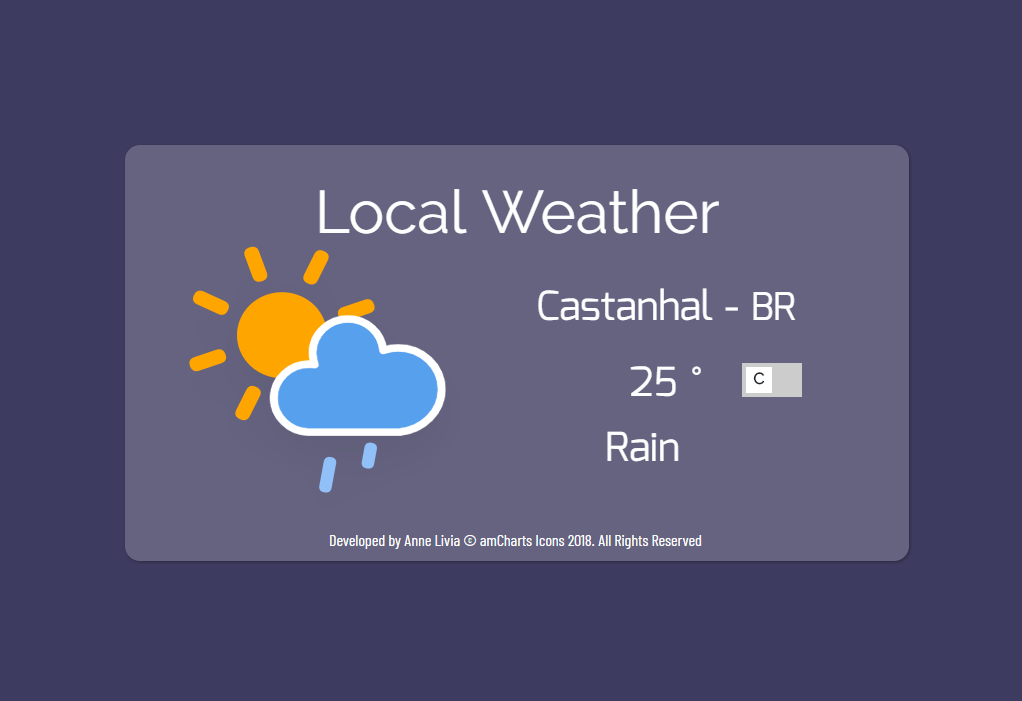 Local Weather
Castanhal - BR
25 ° C
Rain
Developed by Anne Livia © amCharts Icons 2018. All Rights Reserved